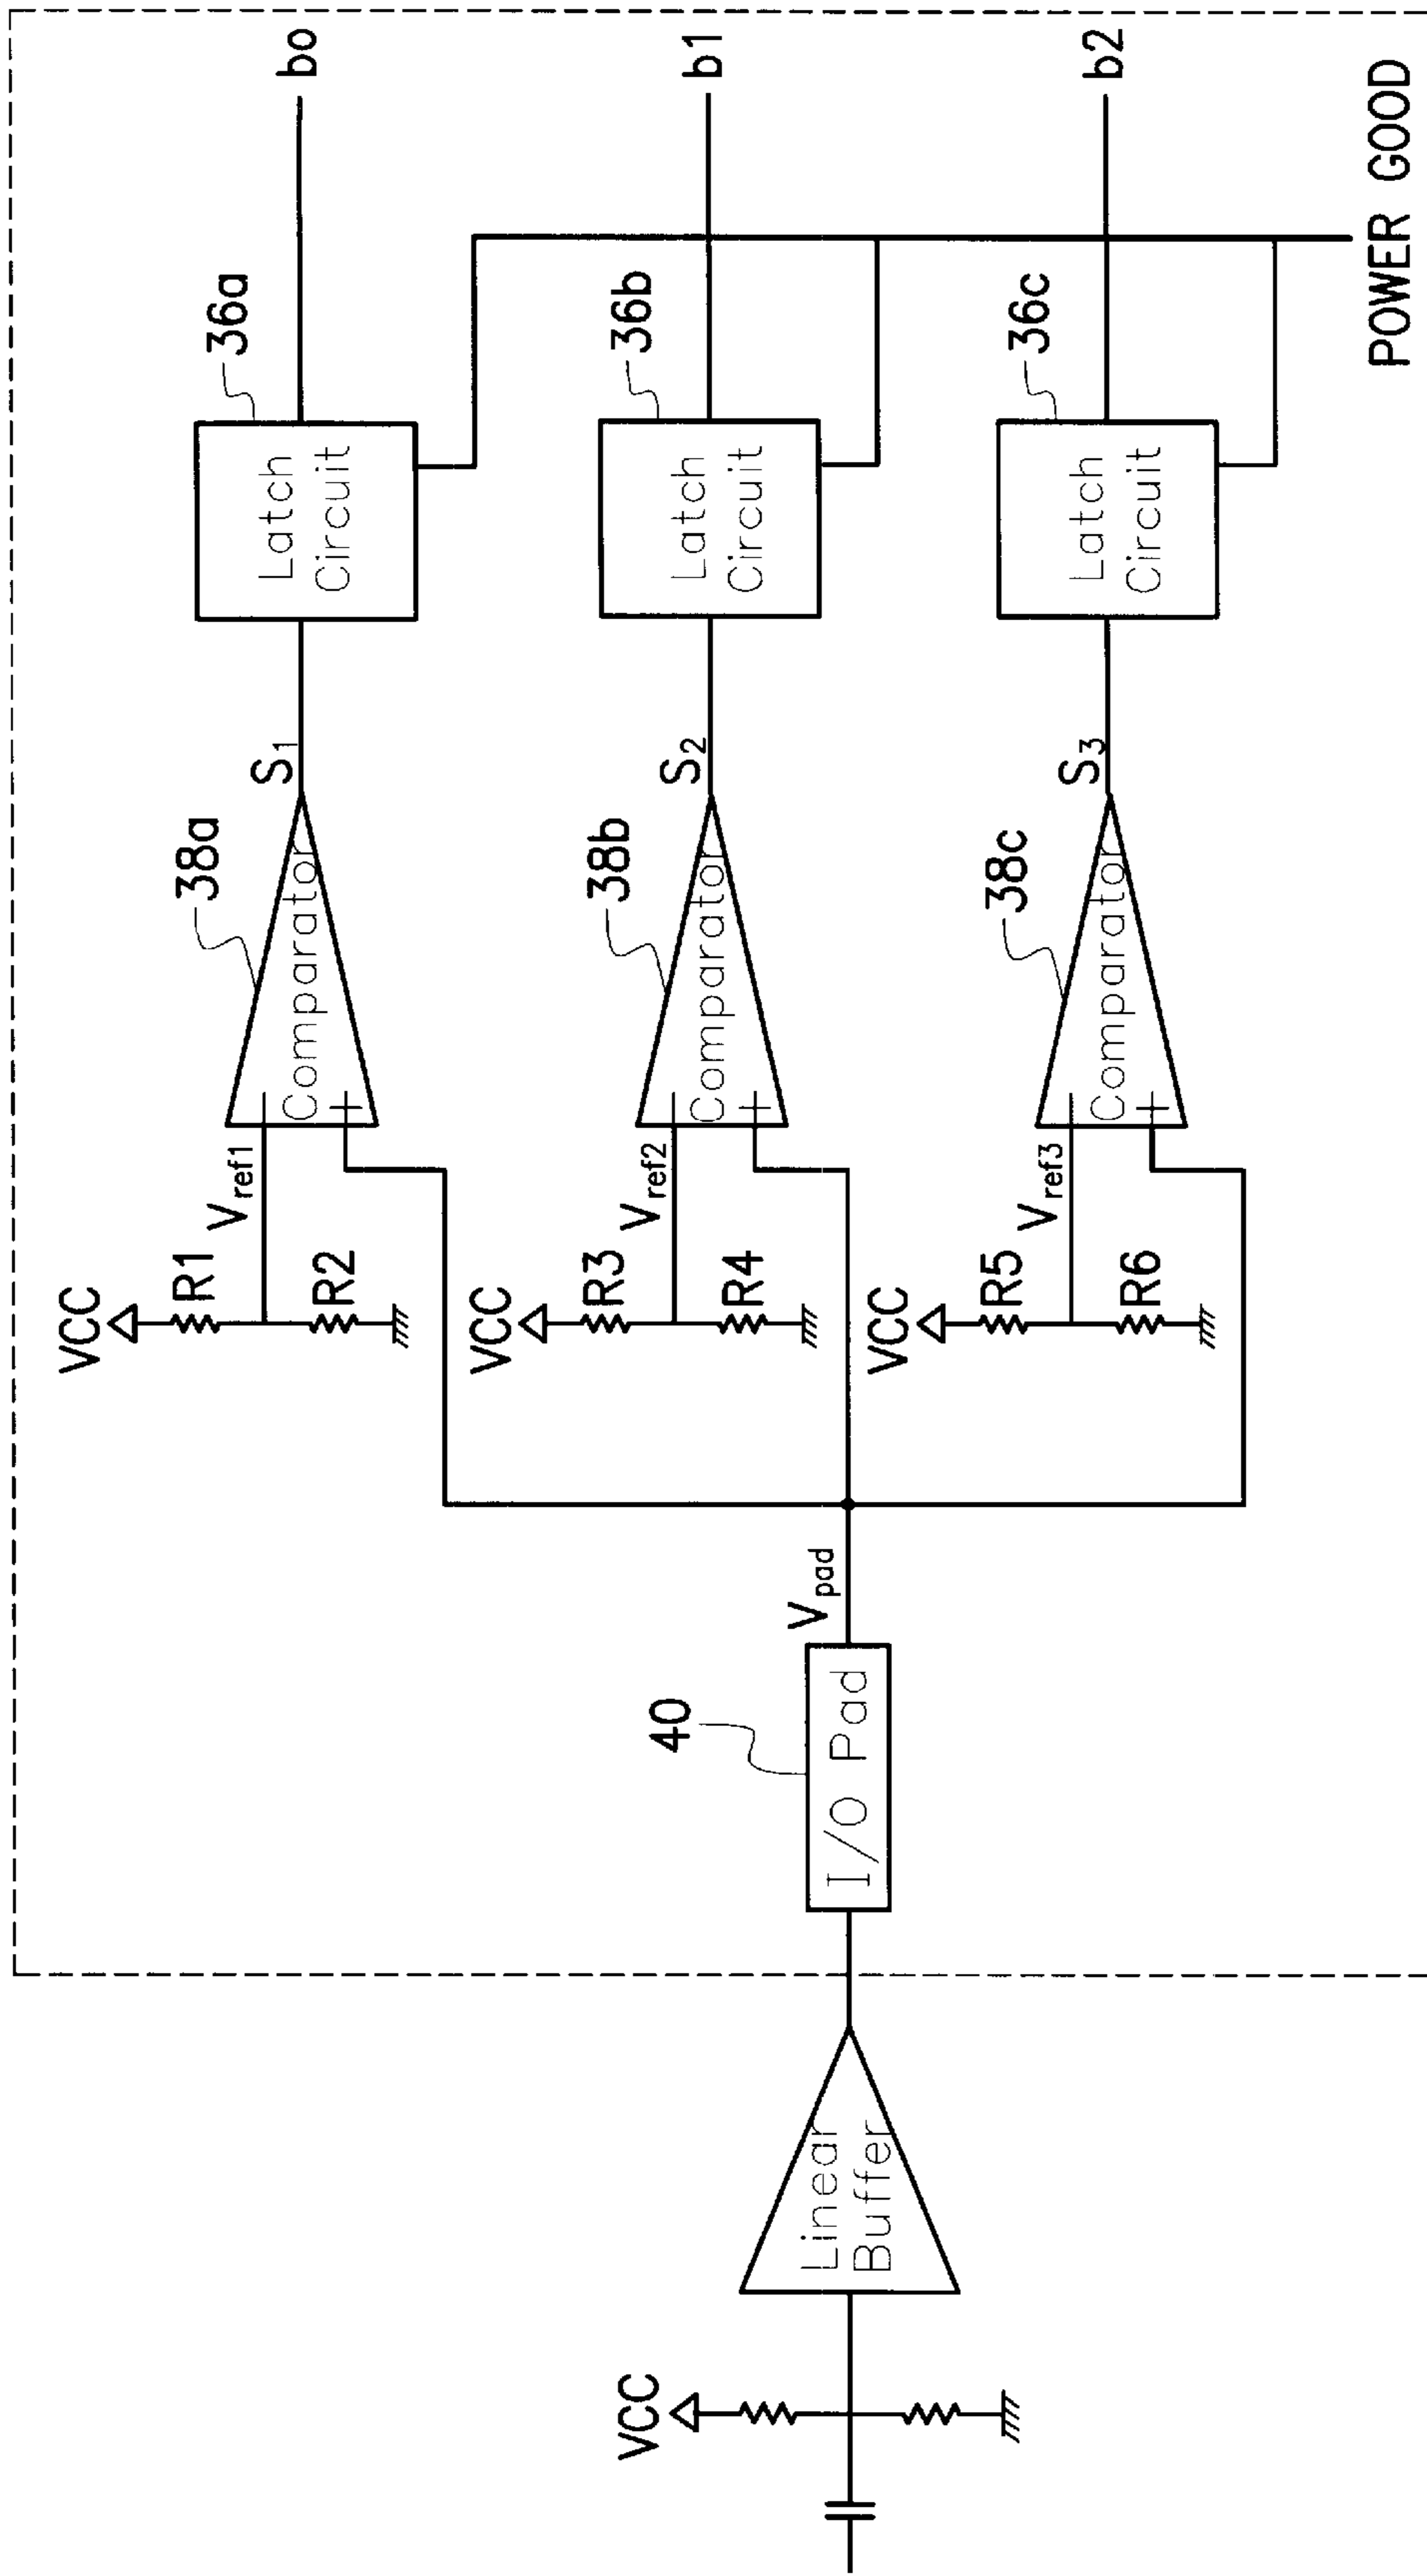 VCC
R1
R2
Vref1
38a
Comparator
-
+
S1
36a
Latch
Circuit
bo
VCC
R3
R4
Vref2
38b
Comparator
-
+
S2
36b
Latch
Circuit
b1
VCC
R5
R6
Vref3
38c
Comparator
-
+
S3
36c
Latch
Circuit
b2
POWER GOOD
VCC
Linear
Buffer
40
I/O Pad
Vpad